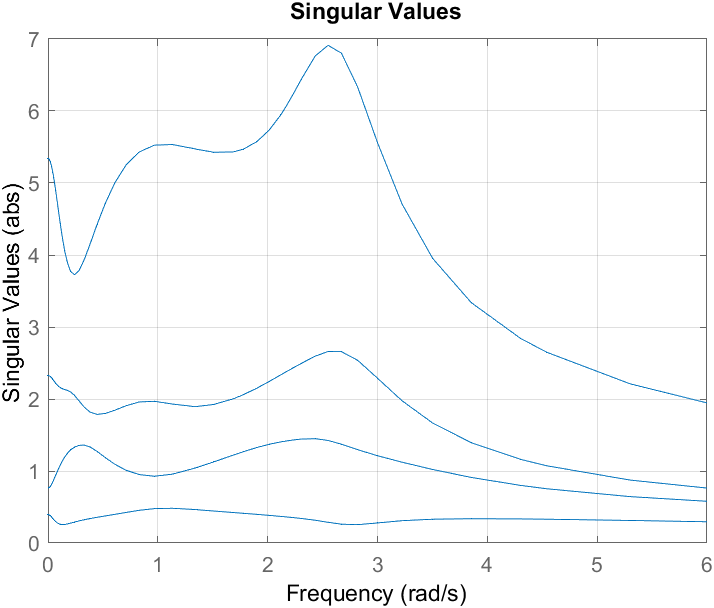 Singular Values
Singular Values (abs)
7
6
5
4
3
2
1
0
0 1 2 3 4 5 6
Frequency (rad/s)